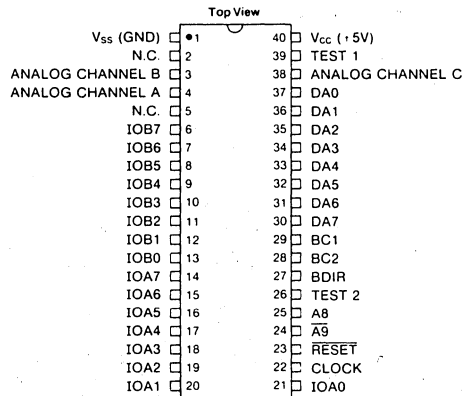 Top View
V_SS (GND) 1 40 V_CC (+5V)
N.C. 2 39 TEST 1
ANALOG CHANNEL B 3 38 ANALOG CHANNEL C
ANALOG CHANNEL A 4 37 DA0
N.C. 5 36 DA1
IOB7 6 35 DA2
IOB6 7 34 DA3
IOB5 8 33 DA4
IOB4 9 32 DA5
IOB3 10 31 DA6
IOB2 11 30 DA7
IOB1 12 29 BC1
IOB0 13 28 BC2
IOA7 14 27 BDIR
IOA6 15 26 TEST 2
IOA5 16 25 A8
IOA4 17 24 A̅9̅
IOA3 18 23 R̅E̅S̅E̅T̅
IOA2 19 22 CLOCK
IOA1 20 21 IOA0